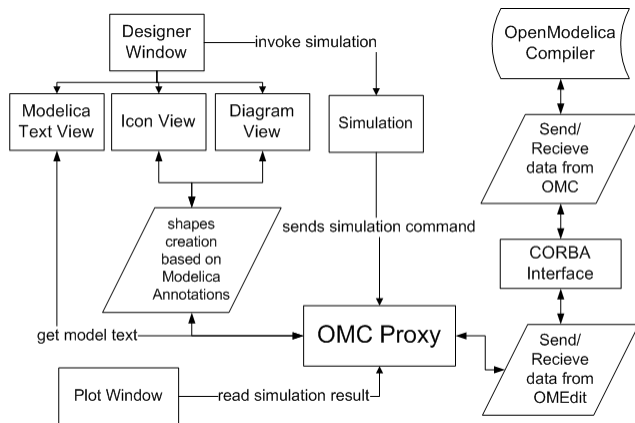 Designer
Window
invoke simulation
OpenModelica
Compiler
Modelica
Text View
Icon View
Diagram
View
Simulation
Send/
Recieve
data from
OMC
shapes
creation
based on
Modelica
Annotations
sends simulation command
CORBA
Interface
get model text
OMC Proxy
Send/
Recieve
data from
OMEdit
Plot Window
read simulation result